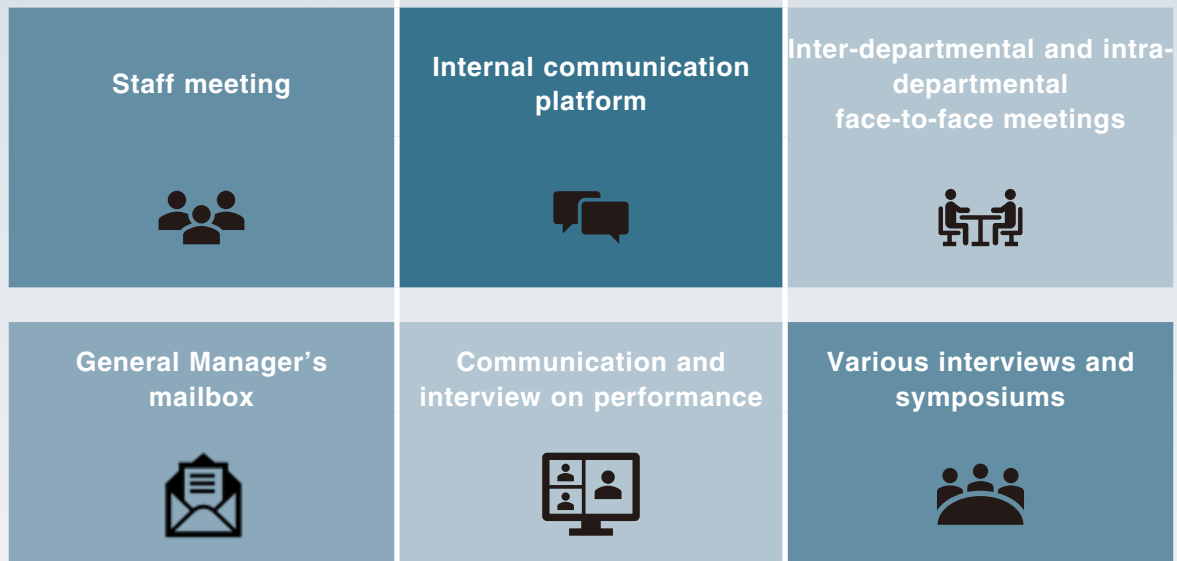 Staff meeting
Internal communication
platform
Inter-departmental and intra-
departmental
face-to-face meetings
General Manager’s
mailbox
Communication and
interview on performance
Various interviews and
symposiums